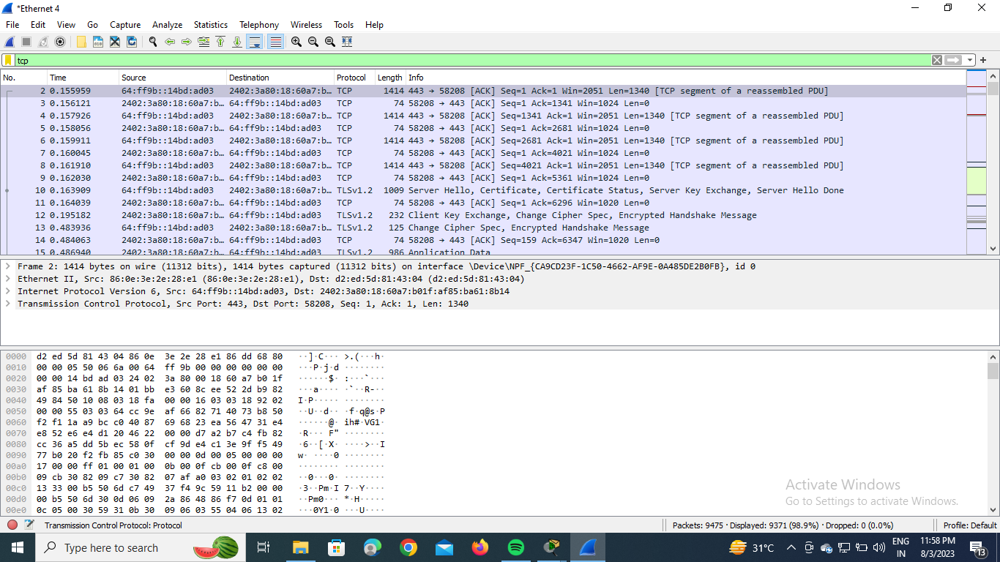 *Ethernet 4
File Edit View Go Capture Analyze Statistics Telephony Wireless Tools Help
tcp
No. Time Source Destination Protocol Length Info
2 0.155959 64:ff9b::14bd:ad03 2402:3a80:18:60a7:b… TCP 1414 443 → 58208 [ACK] Seq=1 Ack=1 Win=2051 Len=1340 [TCP segment of a reassembled PDU]
3 0.156121 2402:3a80:18:60a7:b… 64:ff9b::14bd:ad03 TCP 74 58208 → 443 [ACK] Seq=1 Ack=1341 Win=1024 Len=0
4 0.157926 64:ff9b::14bd:ad03 2402:3a80:18:60a7:b… TCP 1414 443 → 58208 [ACK] Seq=1341 Ack=1 Win=2051 Len=1340 [TCP segment of a reassembled PDU]
5 0.158056 2402:3a80:18:60a7:b… 64:ff9b::14bd:ad03 TCP 74 58208 → 443 [ACK] Seq=1 Ack=2681 Win=1024 Len=0
6 0.159911 64:ff9b::14bd:ad03 2402:3a80:18:60a7:b… TCP 1414 443 → 58208 [ACK] Seq=2681 Ack=1 Win=2051 Len=1340 [TCP segment of a reassembled PDU]
7 0.160045 2402:3a80:18:60a7:b… 64:ff9b::14bd:ad03 TCP 74 58208 → 443 [ACK] Seq=1 Ack=4021 Win=1024 Len=0
8 0.161910 64:ff9b::14bd:ad03 2402:3a80:18:60a7:b… TCP 1414 443 → 58208 [ACK] Seq=4021 Ack=1 Win=2051 Len=1340 [TCP segment of a reassembled PDU]
9 0.162030 2402:3a80:18:60a7:b… 64:ff9b::14bd:ad03 TCP 74 58208 → 443 [ACK] Seq=1 Ack=5361 Win=1024 Len=0
10 0.163909 64:ff9b::14bd:ad03 2402:3a80:18:60a7:b… TLSv1.2 1009 Server Hello, Certificate, Certificate Status, Server Key Exchange, Server Hello Done
11 0.164039 2402:3a80:18:60a7:b… 64:ff9b::14bd:ad03 TCP 74 58208 → 443 [ACK] Seq=1 Ack=6296 Win=1020 Len=0
12 0.195182 2402:3a80:18:60a7:b… 64:ff9b::14bd:ad03 TLSv1.2 232 Client Key Exchange, Change Cipher Spec, Encrypted Handshake Message
13 0.483936 64:ff9b::14bd:ad03 2402:3a80:18:60a7:b… TLSv1.2 125 Change Cipher Spec, Encrypted Handshake Message
14 0.484063 2402:3a80:18:60a7:b… 64:ff9b::14bd:ad03 TCP 74 58208 → 443 [ACK] Seq=159 Ack=6347 Win=1020 Len=0
15 0.486940 2402:3a80:18:60a7:b… 64:ff9b::14bd:ad03 TLSv1.2 986 Application Data
Frame 2: 1414 bytes on wire (11312 bits), 1414 bytes captured (11312 bits) on interface \Device\NPF_{CA9CD23F-1C50-4662-AF9E-0A485DE2B0FB}, id 0
Ethernet II, Src: 86:0e:3e:2e:28:e1 (86:0e:3e:2e:28:e1), Dst: d2:ed:5d:81:43:04 (d2:ed:5d:81:43:04)
Internet Protocol Version 6, Src: 64:ff9b::14bd:ad03, Dst: 2402:3a80:18:60a7:b01f:af85:ba61:8b14
Transmission Control Protocol, Src Port: 443, Dst Port: 58208, Seq: 1, Ack: 1, Len: 1340
0000 d2 ed 5d 81 43 04 86 0e 3e 2e 28 e1 86 dd 68 80 ··]·C··· >.(···h·
0010 00 00 05 50 06 6a 00 64 ff 9b 00 00 00 00 00 00 ···P·j·d ········
0020 00 00 14 bd ad 03 24 02 3a 80 00 18 60 a7 b0 1f ······$· :···`···
0030 af 85 ba 61 8b 14 01 bb e3 60 8c ee 52 2d b9 82 ···a···· ·`··R-··
0040 49 84 50 10 08 03 18 fa 00 00 16 03 03 18 92 02 I·P····· ········
0050 00 00 55 03 03 64 cc 9e af 66 82 71 40 73 b8 50 ··U··d·· ·f·q@s·P
0060 f2 f1 1a a9 bc c0 40 87 69 68 23 ea 56 47 31 e4 ······@· ih#·VG1·
0070 e8 52 e6 e4 d1 20 46 22 00 00 d7 a2 b7 c4 fb 82 ·R··· F" ········
0080 cc 36 a5 dd 5b ec 58 0f cf 9d e4 c1 3e 9f f5 49 ·6··[·X· ····>··I
0090 77 b0 20 f2 fb 85 c0 30 00 00 0d 00 05 00 00 00 w· ····0 ········
00a0 17 00 00 ff 01 00 01 00 0b 00 0f cb 00 0f c8 00 ········ ········
00b0 09 cb 30 82 09 c7 30 82 07 af a0 03 02 01 02 02 ··0···0· ········
00c0 13 33 00 b5 50 6d c7 49 37 f4 9c 59 11 b2 00 00 ·3··Pm·I 7··Y····
00d0 00 b5 50 6d 30 0d 06 09 2a 86 48 86 f7 0d 01 01 ··Pm0··· *·H·····
00e0 0c 05 00 30 59 31 0b 30 09 06 03 55 04 06 13 02 ···0Y1·0 ···U····
Activate Windows
Go to Settings to activate Windows.
Transmission Control Protocol: Protocol
Packets: 9475 · Displayed: 9371 (98.9%) · Dropped: 0 (0.0%)
Profile: Default
Type here to search
31°C
ENG
IN
11:58 PM
8/3/2023
13